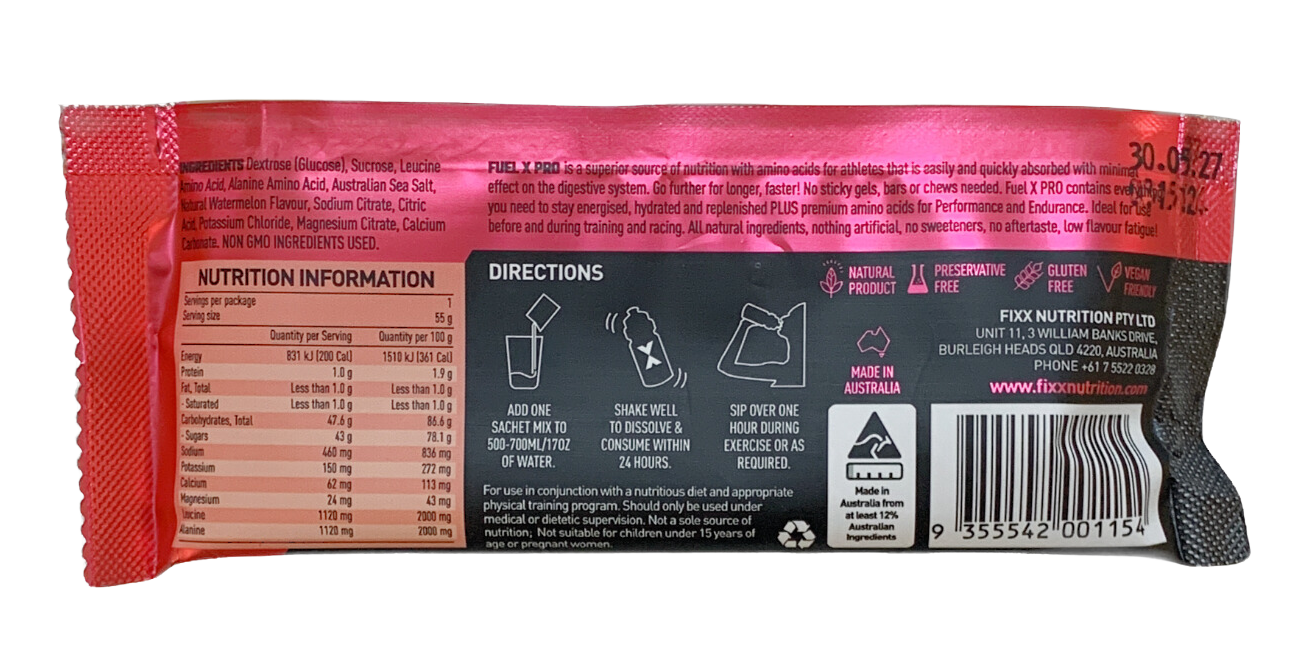 INGREDIENTS Dextrose (Glucose), Sucrose, Leucine
Amino Acid, Alanine Amino Acid, Australian Sea Salt,
Natural Watermelon Flavour, Sodium Citrate, Citric
Acid, Potassium Chloride, Magnesium Citrate, Calcium
Carbonate. NON GMO INGREDIENTS USED.
FUEL X PRO is a superior source of nutrition with amino acids for athletes that is easily and quickly absorbed with minimal
effect on the digestive system. Go further for longer, faster! No sticky gels, bars or chews needed. Fuel X PRO contains everything
you need to stay energised, hydrated and replenished PLUS premium amino acids for Performance and Endurance. Ideal for use
before and during training and racing. All natural ingredients, nothing artificial, no sweeteners, no aftertaste, low flavour fatigue!
NUTRITION INFORMATION
Servings per package 1
Serving size 55 g
Quantity per Serving Quantity per 100 g
Energy 831 kJ (200 Cal) 1510 kJ (361 Cal)
Protein 1.0 g 1.9 g
Fat, Total Less than 1.0 g Less than 1.0 g
- Saturated Less than 1.0 g Less than 1.0 g
Carbohydrates, Total 47.6 g 86.6 g
- Sugars 43 g 78.1 g
Sodium 460 mg 836 mg
Potassium 150 mg 272 mg
Calcium 62 mg 113 mg
Magnesium 24 mg 43 mg
Leucine 1120 mg 2000 mg
Alanine 1120 mg 2000 mg
DIRECTIONS
X
ADD ONE
SACHET MIX TO
500-700ML/17OZ
OF WATER.
SHAKE WELL
TO DISSOLVE &
CONSUME WITHIN
24 HOURS.
SIP OVER ONE
HOUR DURING
EXERCISE OR AS
REQUIRED.
For use in conjunction with a nutritious diet and appropriate
physical training program. Should only be used under
medical or dietetic supervision. Not a sole source of
nutrition; Not suitable for children under 15 years of
age or pregnant women.
NATURAL
PRODUCT
PRESERVATIVE
FREE
GLUTEN
FREE
VEGAN
FRIENDLY
MADE IN
AUSTRALIA
FIXX NUTRITION PTY LTD
UNIT 11, 3 WILLIAM BANKS DRIVE,
BURLEIGH HEADS QLD 4220, AUSTRALIA
PHONE +61 7 5522 0328
www.fixxnutrition.com
Made in
Australia from
at least 12%
Australian
Ingredients
9 355542 001154